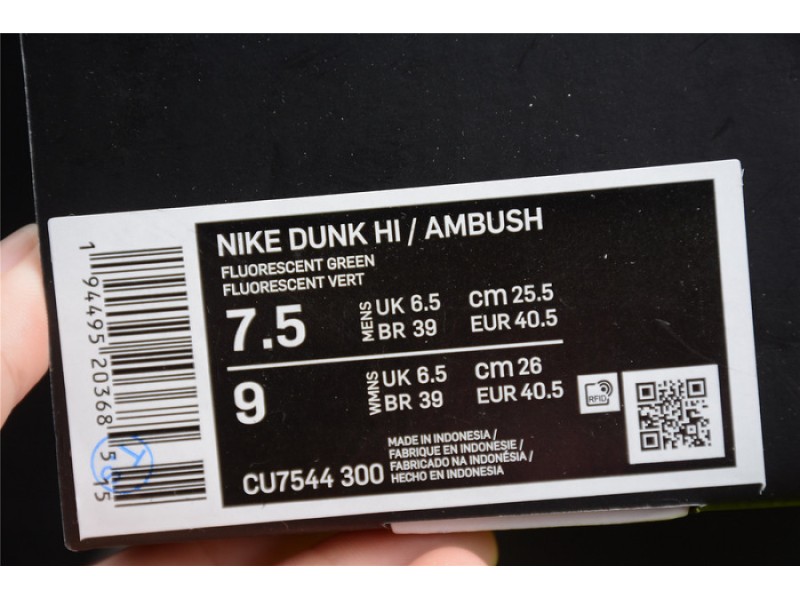 NIKE DUNK HI / AMBUSH
FLUORESCENT GREEN
FLUORESCENT VERT
7.5 MENS UK 6.5 cm 25.5
BR 39 EUR 40.5
9 WMNS UK 6.5 cm 26
BR 39 EUR 40.5
RFID
CU7544 300
MADE IN INDONESIA /
FABRIQUE EN INDONESIE /
FABRICADO NA INDONÉSIA /
HECHO EN INDONESIA
1 94495 20368